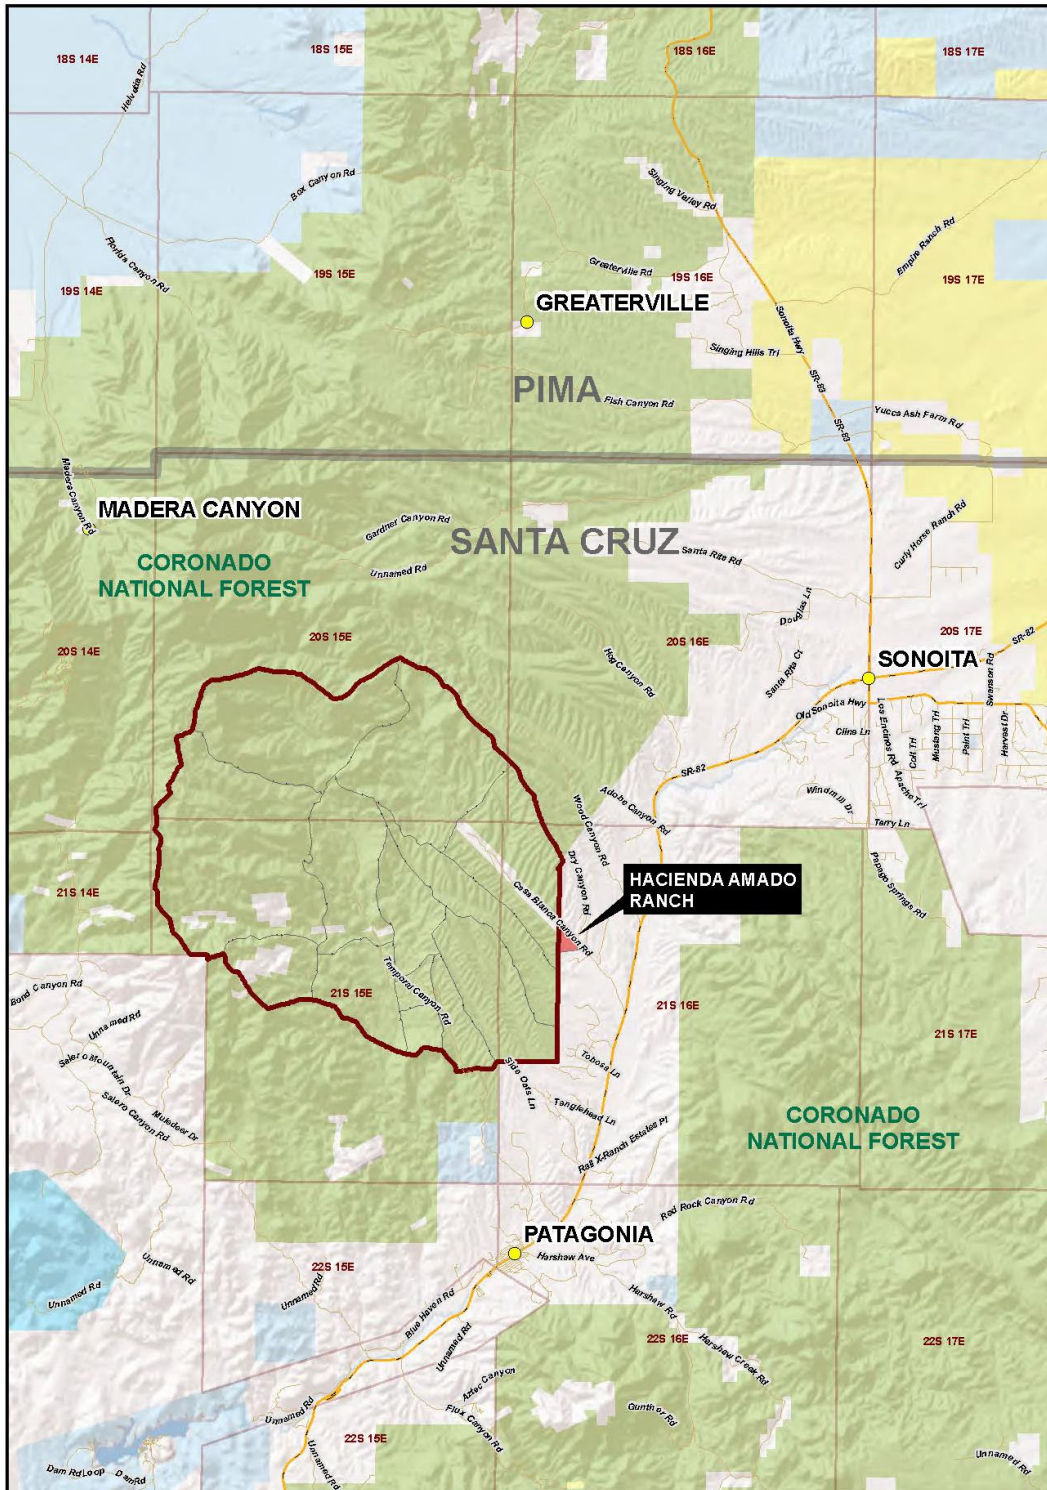 18S 14E
18S 15E
18S 16E
18S 17E
Helvetia Rd
Box Canyon Rd
Singing Valley Rd
Empire Ranch Rd
Florida Canyon Rd
19S 14E
19S 15E
Greaterville Rd
19S 16E
19S 17E
GREATERVILLE
Sonoita Hwy
Singing Hills Trl
SR-83
PIMA
Fish Canyon Rd
Yucca Ash Farm Rd
SR-83
Madera Canyon Rd
MADERA CANYON
Gardner Canyon Rd
SANTA CRUZ
Curly Horse Ranch Rd
CORONADO
NATIONAL FOREST
Unnamed Rd
Santa Rita Rd
Douglas Ln
20S 14E
20S 15E
20S 16E
20S 17E
SR-82
Hog Canyon Rd
Santa Rita Ct
SONOITA
Swanson Rd
Old Sonoita Hwy
Los Encinos Rd
Cline Ln
Colt Trl
Mustang Trl
Paint Trl
Harvest Dr
SR-82
Apache Trl
Adobe Canyon Rd
Wood Canyon Rd
Windmill Dr
Terry Ln
Dry Canyon Rd
Papago Springs Rd
HACIENDA AMADO
RANCH
21S 14E
Casa Blanca Canyon Rd
Temporal Canyon Rd
21S 15E
21S 16E
21S 17E
Bond Canyon Rd
Unnamed Rd
Salero Mountain Dr
Salero Canyon Rd
Muledeer Dr
Side Oats Ln
Tobosa Ln
Tanglehead Ln
Rail X-Ranch Estates Pl
CORONADO
NATIONAL FOREST
Red Rock Canyon Rd
PATAGONIA
Harshaw Ave
Unnamed Rd
22S 15E
Unnamed Rd
Unnamed Rd
Blue Haven Rd
Harshaw Rd
Unnamed Rd
22S 16E
Harshaw Creek Rd
22S 17E
Aztec Canyon
Flux Canyon Rd
Gunther Rd
Unnamed Rd
22S 15E
Unnamed Rd
Unnamed Rd
Dam Rd Loop
Dam Rd